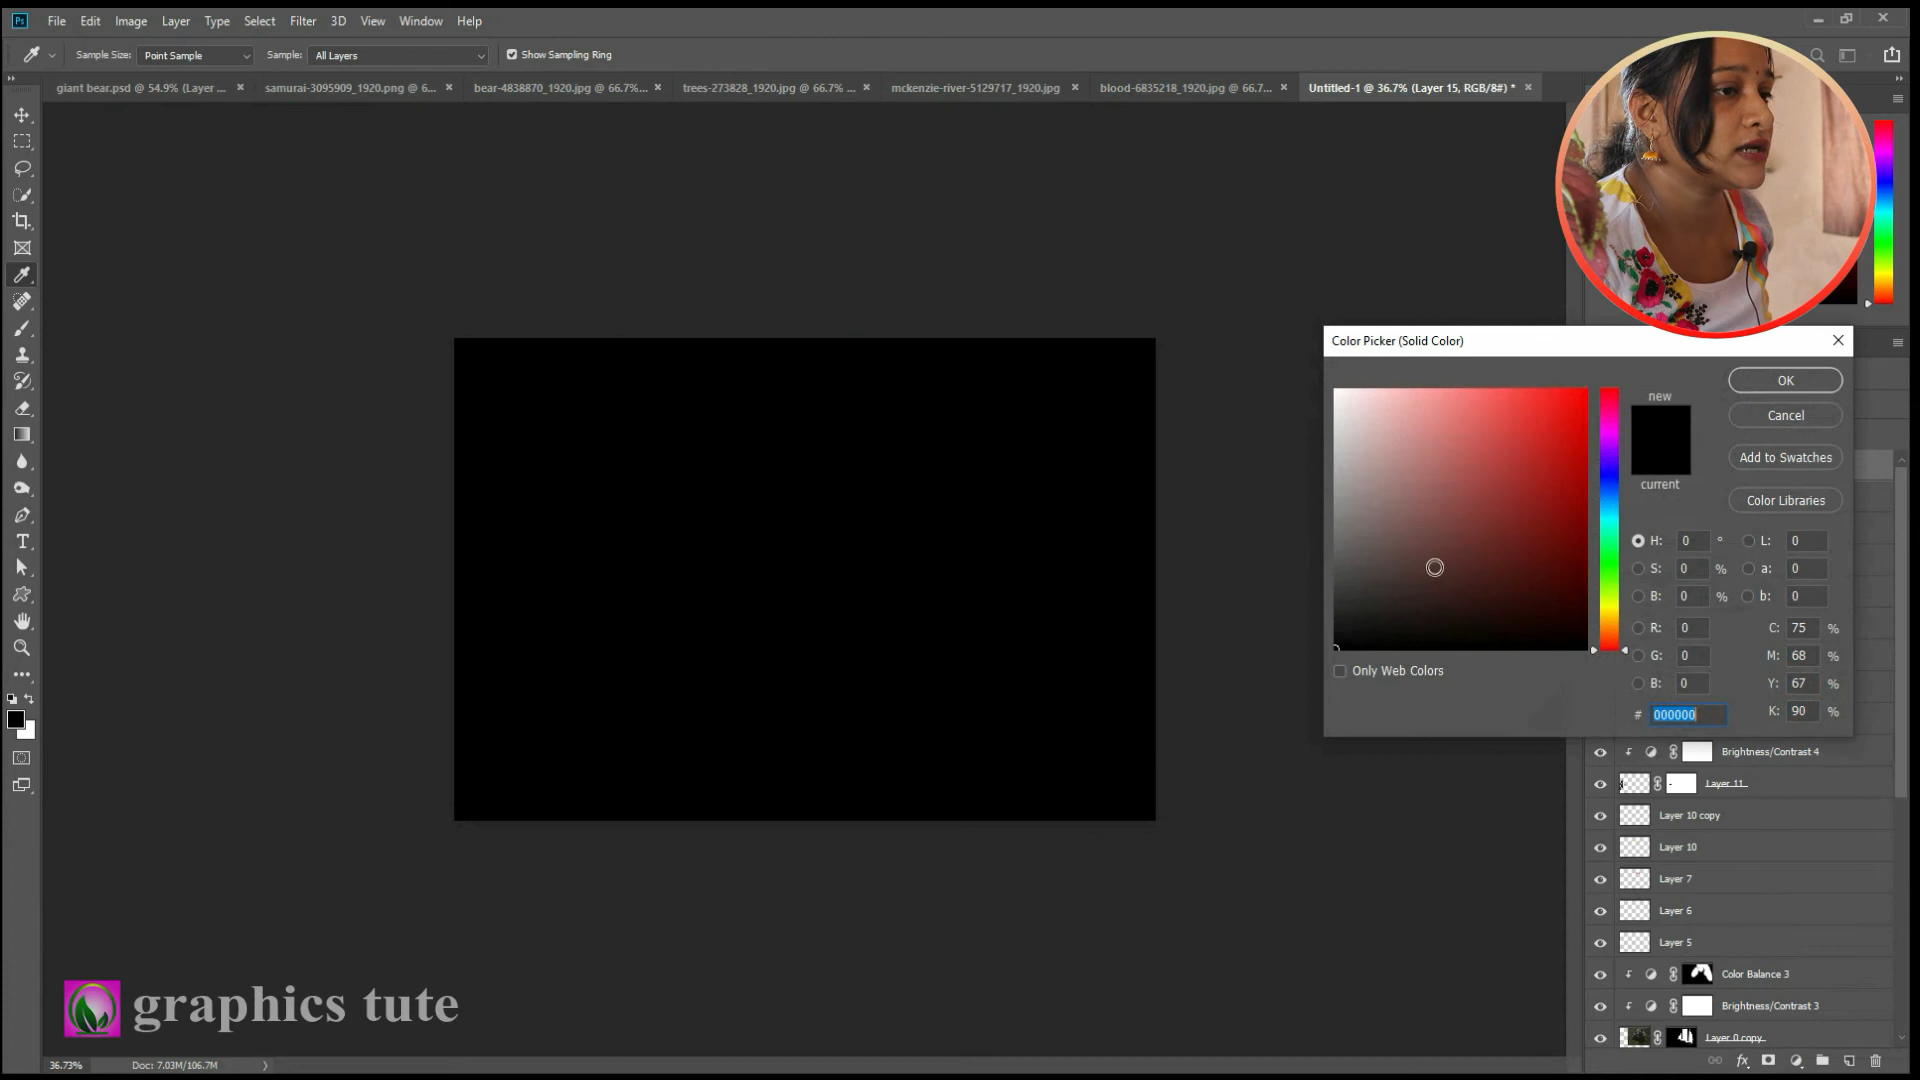 Ps File Edit Image Layer Type Select Filter 3D View Window Help
Sample Size: Point Sample Sample: All Layers Show Sampling Ring
giant bear.psd @ 54.9% (Layer ... samurai-3095909_1920.png @ 6... bear-4838870_1920.jpg @ 66.7%... trees-273828_1920.jpg @ 66.7% ... mckenzie-river-5129717_1920.jpg blood-6835218_1920.jpg @ 66.7... Untitled-1 @ 36.7% (Layer 15, RGB/8#) *
Color Picker (Solid Color)
OK
new
Cancel
Add to Swatches
current
Color Libraries
H: 0 ° L: 0
S: 0 % a: 0
B: 0 % b: 0
R: 0 C: 75 %
G: 0 M: 68 %
Only Web Colors
B: 0 Y: 67 %
# 000000 K: 90 %
Brightness/Contrast 4
Layer 11
Layer 10 copy
Layer 10
Layer 7
Layer 6
Layer 5
Color Balance 3
Brightness/Contrast 3
Layer 0 copy
graphics tute
36.73% Doc: 7.03M/106.7M
fx